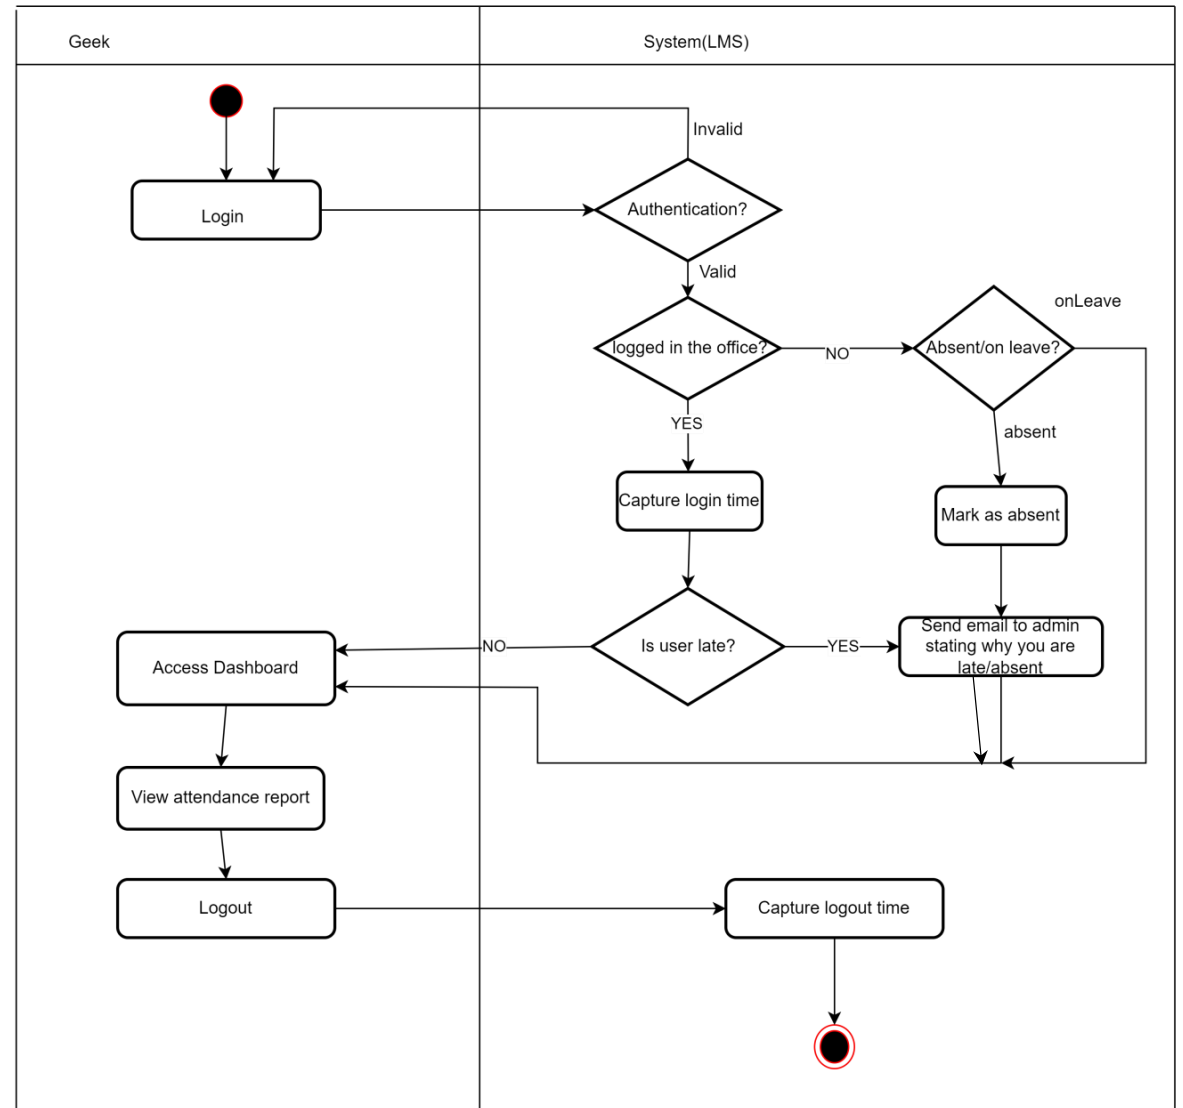 Geek
System(LMS)
Invalid
Login
Authentication?
Valid
onLeave
logged in the office?
NO
Absent/on leave?
YES
absent
Capture login time
Mark as absent
Send email to admin
stating why you are
late/absent
Is user late?
NO
YES
Access Dashboard
View attendance report
Logout
Capture logout time